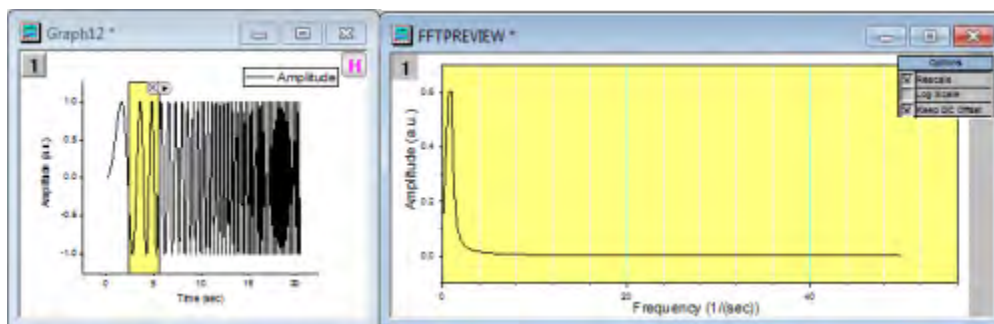 Graph12 *
1
H
Amplitude
1.0
0.5
0.0
-0.5
-1.0
Amplitude (a.u.)
0
5
10
15
20
Time (sec)
FFTPREVIEW *
1
Options
Rescale
Log Scale
Keep DC Offset
0.6
0.4
0.2
0.0
Amplitude (a.u.)
0
20
40
Frequency (1/(sec))